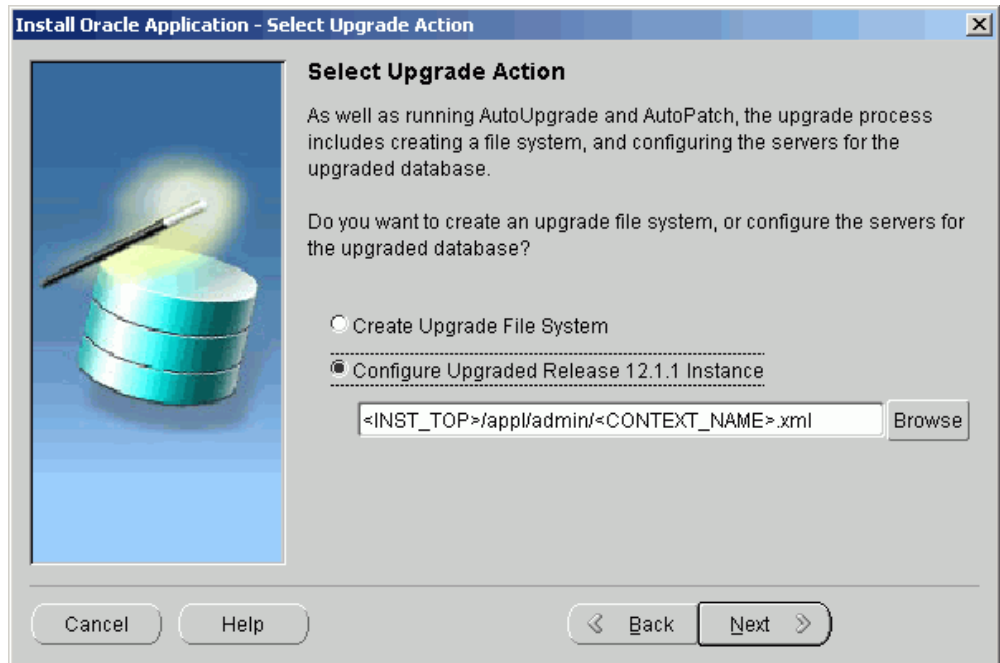 Install Oracle Application - Select Upgrade Action
Select Upgrade Action
As well as running AutoUpgrade and AutoPatch, the upgrade process
includes creating a file system, and configuring the servers for the
upgraded database.
Do you want to create an upgrade file system, or configure the servers for
the upgraded database?
Create Upgrade File System
Configure Upgraded Release 12.1.1 Instance
<INST_TOP>/appl/admin/<CONTEXT_NAME>.xml
Browse
Cancel
Help
Back
Next